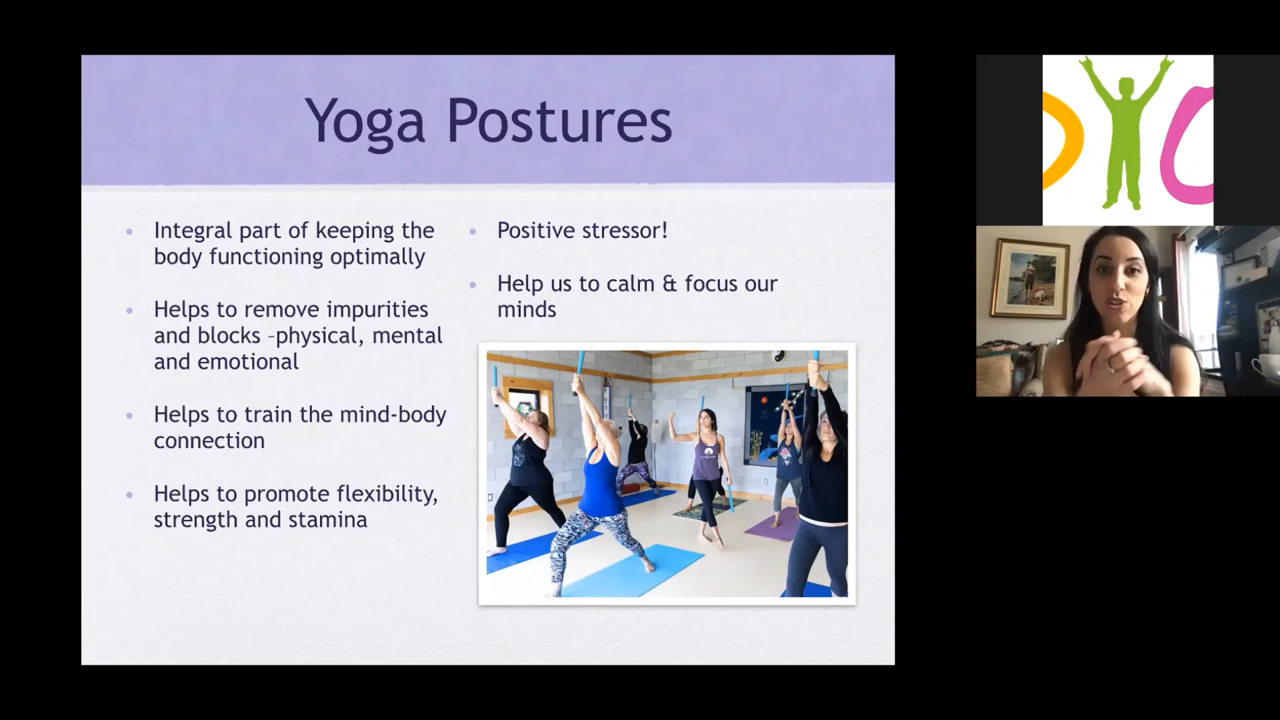 Yoga Postures
Integral part of keeping the
body functioning optimally
Helps to remove impurities
and blocks –physical, mental
and emotional
Helps to train the mind-body
connection
Helps to promote flexibility,
strength and stamina
Positive stressor!
Help us to calm & focus our
minds